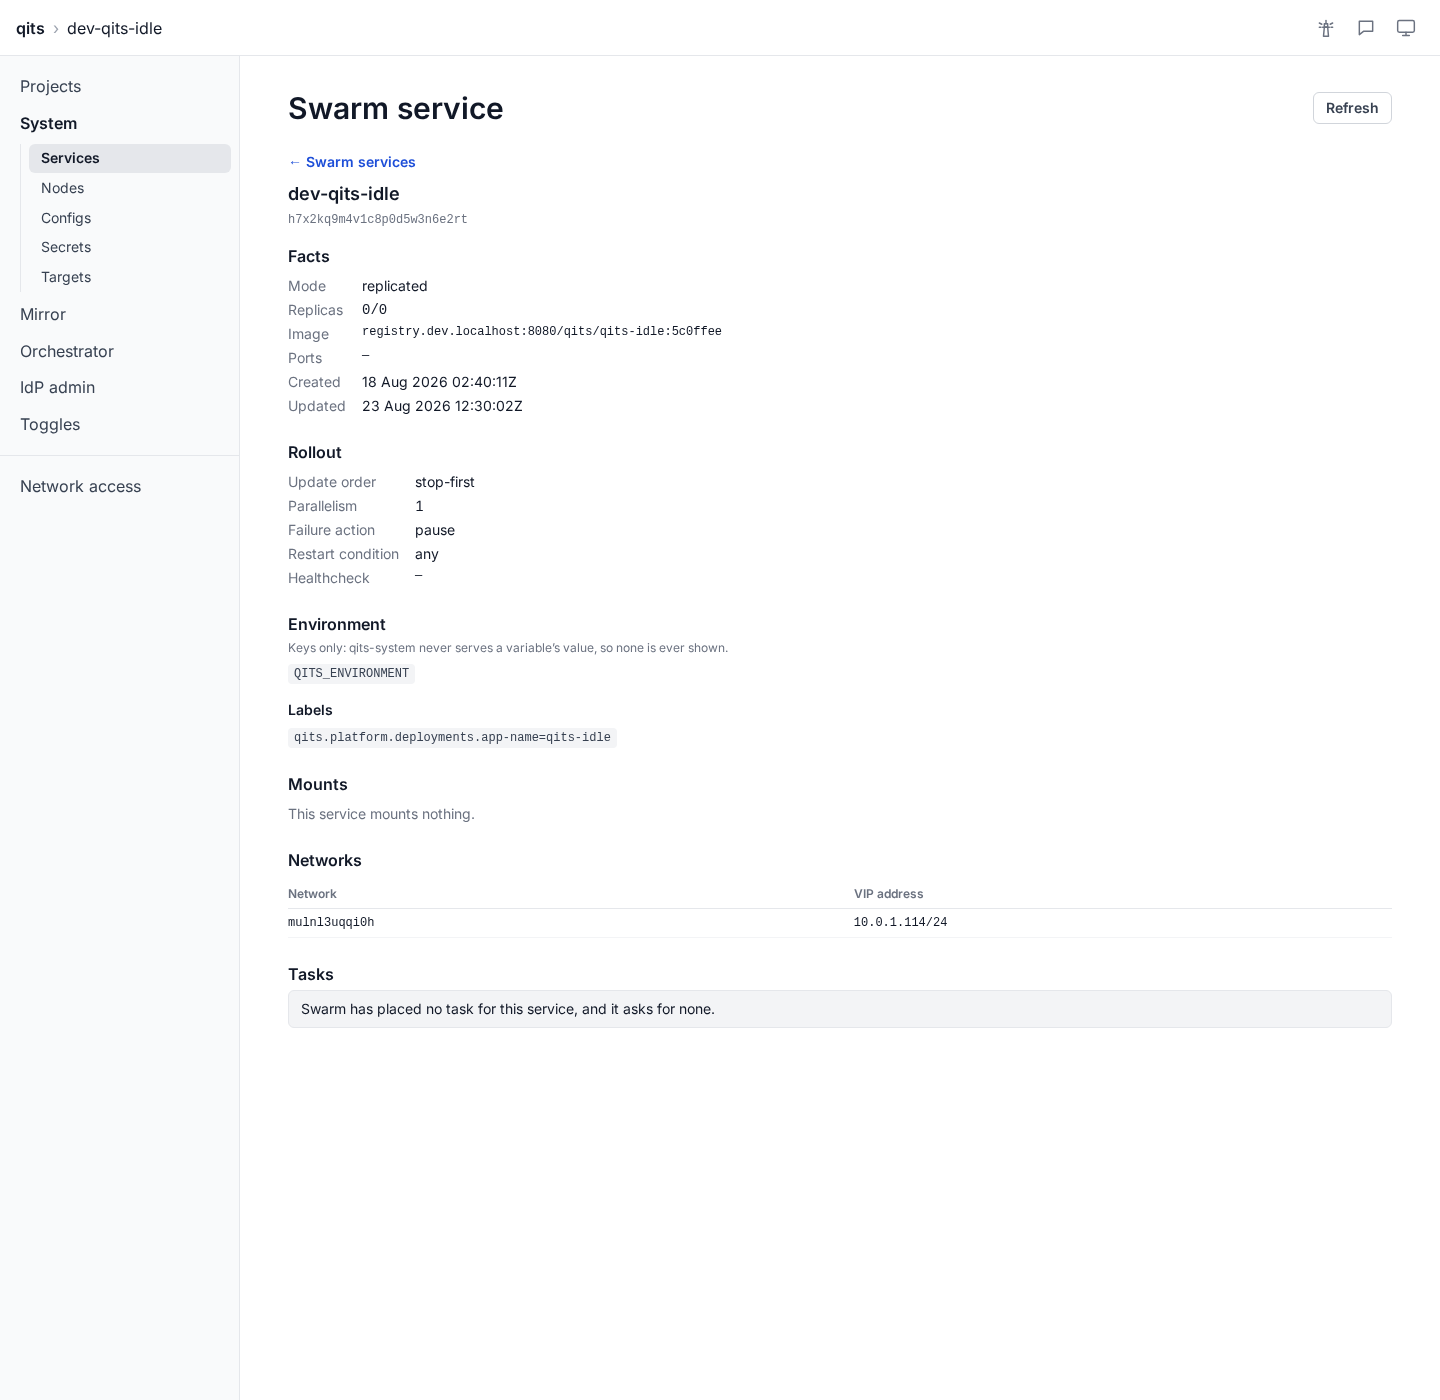 qits › dev-qits-idle
Projects
System
Services
Nodes
Configs
Secrets
Targets
Mirror
Orchestrator
IdP admin
Toggles
Network access
Swarm service
Refresh
← Swarm services
dev-qits-idle
h7x2kq9m4v1c8p0d5w3n6e2rt
Facts
Mode replicated
Replicas 0/0
Image registry.dev.localhost:8080/qits/qits-idle:5c0ffee
Ports –
Created 18 Aug 2026 02:40:11Z
Updated 23 Aug 2026 12:30:02Z
Rollout
Update order stop-first
Parallelism 1
Failure action pause
Restart condition any
Healthcheck –
Environment
Keys only: qits-system never serves a variable’s value, so none is ever shown.
QITS_ENVIRONMENT
Labels
qits.platform.deployments.app-name=qits-idle
Mounts
This service mounts nothing.
Networks
Network VIP address
mulnl3uqqi0h 10.0.1.114/24
Tasks
Swarm has placed no task for this service, and it asks for none.